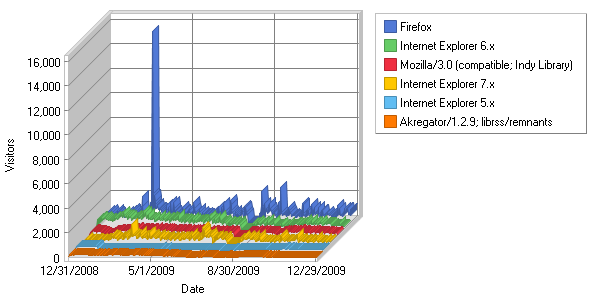 16,000
14,000
12,000
10,000
8,000
6,000
4,000
2,000
0
Visitors
12/31/2008 5/1/2009 8/30/2009 12/29/2009
Date
Firefox
Internet Explorer 6.x
Mozilla/3.0 (compatible; Indy Library)
Internet Explorer 7.x
Internet Explorer 5.x
Akregator/1.2.9; librss/remnants